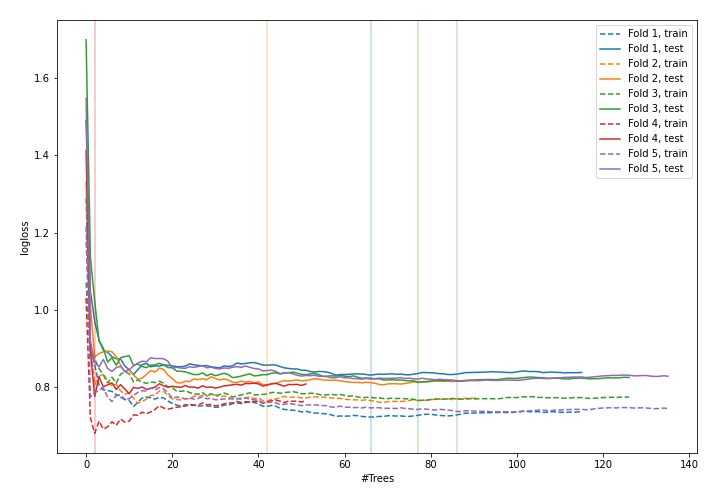 1.6
1.4
1.2
1.0
0.8
logloss
0
20
40
60
80
100
120
140
#Trees
Fold 1, train
Fold 1, test
Fold 2, train
Fold 2, test
Fold 3, train
Fold 3, test
Fold 4, train
Fold 4, test
Fold 5, train
Fold 5, test